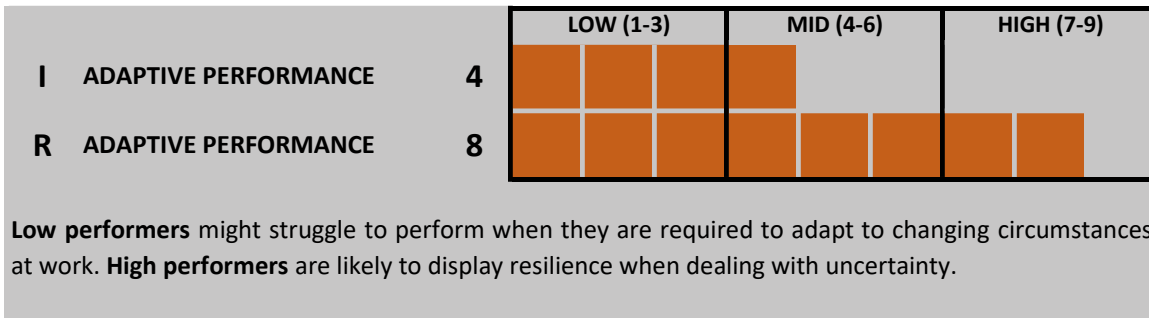 LOW (1-3) MID (4-6) HIGH (7-9)
I ADAPTIVE PERFORMANCE 4
R ADAPTIVE PERFORMANCE 8
Low performers might struggle to perform when they are required to adapt to changing circumstances
at work. High performers are likely to display resilience when dealing with uncertainty.